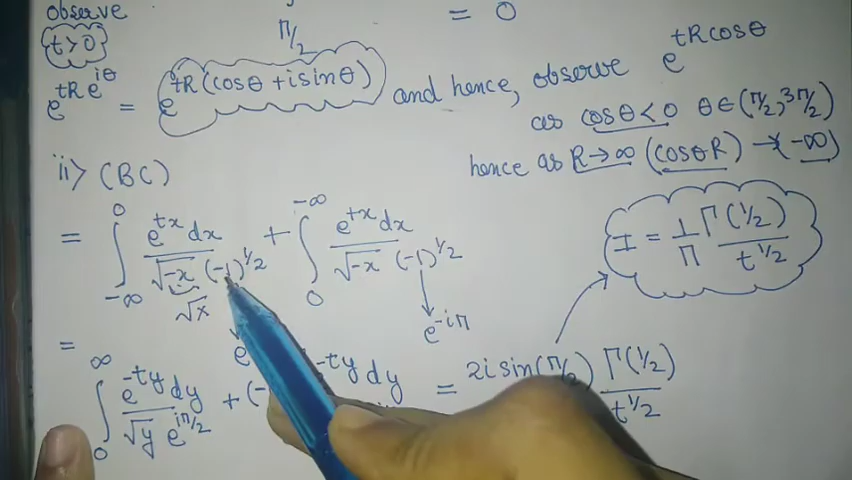 observe
t>0
π/2
= 0
e^{tRe^{iθ}} = e^{tR(cosθ+isinθ)} and hence, observe e^{tRcosθ}
as cosθ<0 θ∈(π/2, 3π/2)
hence as R→∞ (cosθR) → (-∞)
ii> (BC)
= ∫_{-∞}^{0} e^{tx}dx / √-x (-1)^{1/2} + ∫_{0}^{-∞} e^{tx}dx / √-x (-1)^{1/2}
√x
e^{-iπ}
I = 1/π Γ(1/2) / t^{1/2}
=
∫_{0}^{∞} e^{-ty}dy / √y e^{iπ/2} + (- e^{-ty}dy = 2i sin(π/2) Γ(1/2) / t^{1/2}